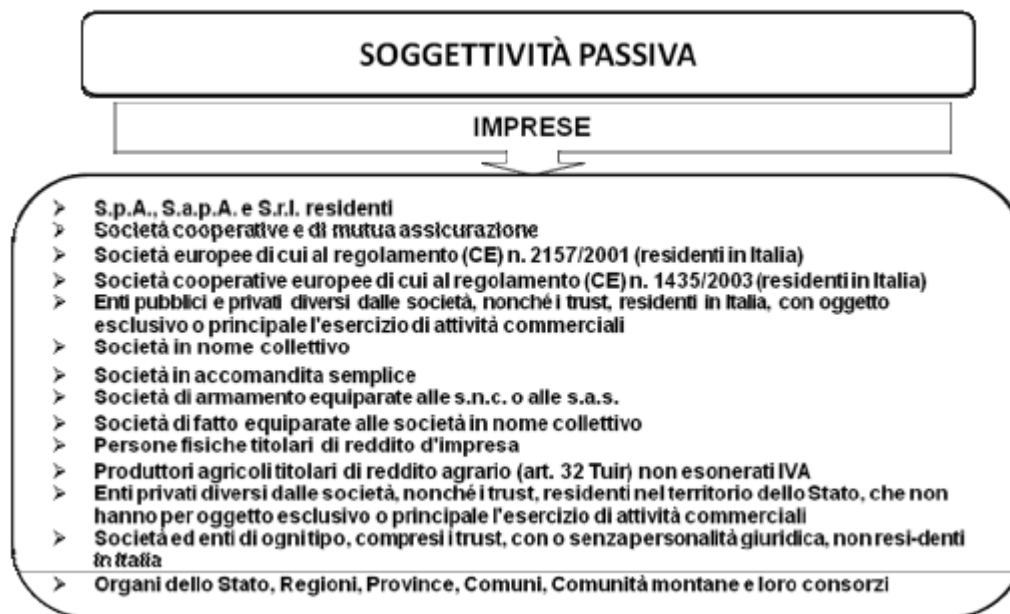 SOGGETTIVITÀ PASSIVA
IMPRESE
➢ S.p.A., S.a.p.A. e S.r.l. residenti
➢ Società cooperative e di mutua assicurazione
➢ Società europee di cui al regolamento (CE) n. 2157/2001 (residenti in Italia)
➢ Società cooperative europee di cui al regolamento (CE) n. 1435/2003 (residenti in Italia)
➢ Enti pubblici e privati diversi dalle società, nonché i trust, residenti in Italia, con oggetto
esclusivo o principale l'esercizio di attività commerciali
➢ Società in nome collettivo
➢ Società in accomandita semplice
➢ Società di armamento equiparate alle s.n.c. o alle s.a.s.
➢ Società di fatto equiparate alle società in nome collettivo
➢ Persone fisiche titolari di reddito d'impresa
➢ Produttori agricoli titolari di reddito agrario (art. 32 Tuir) non esonerati IVA
➢ Enti privati diversi dalle società, nonché i trust, residenti nel territorio dello Stato, che non
hanno per oggetto esclusivo o principale l'esercizio di attività commerciali
➢ Società ed enti di ogni tipo, compresi i trust, con o senza personalità giuridica, non resi-denti
in Italia
➢ Organi dello Stato, Regioni, Province, Comuni, Comunità montane e loro consorzi